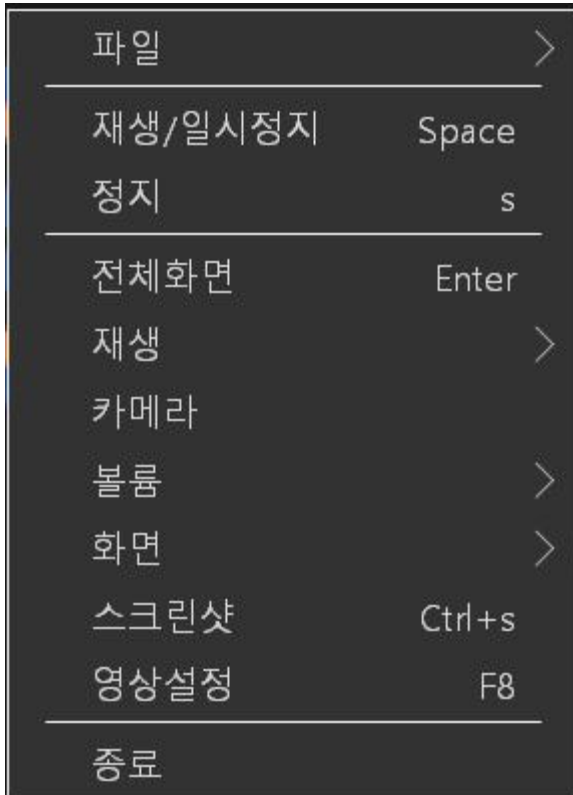 파일
재생/일시정지 Space
정지 s
전체화면 Enter
재생
카메라
볼륨
화면
스크린샷 Ctrl+s
영상설정 F8
종료